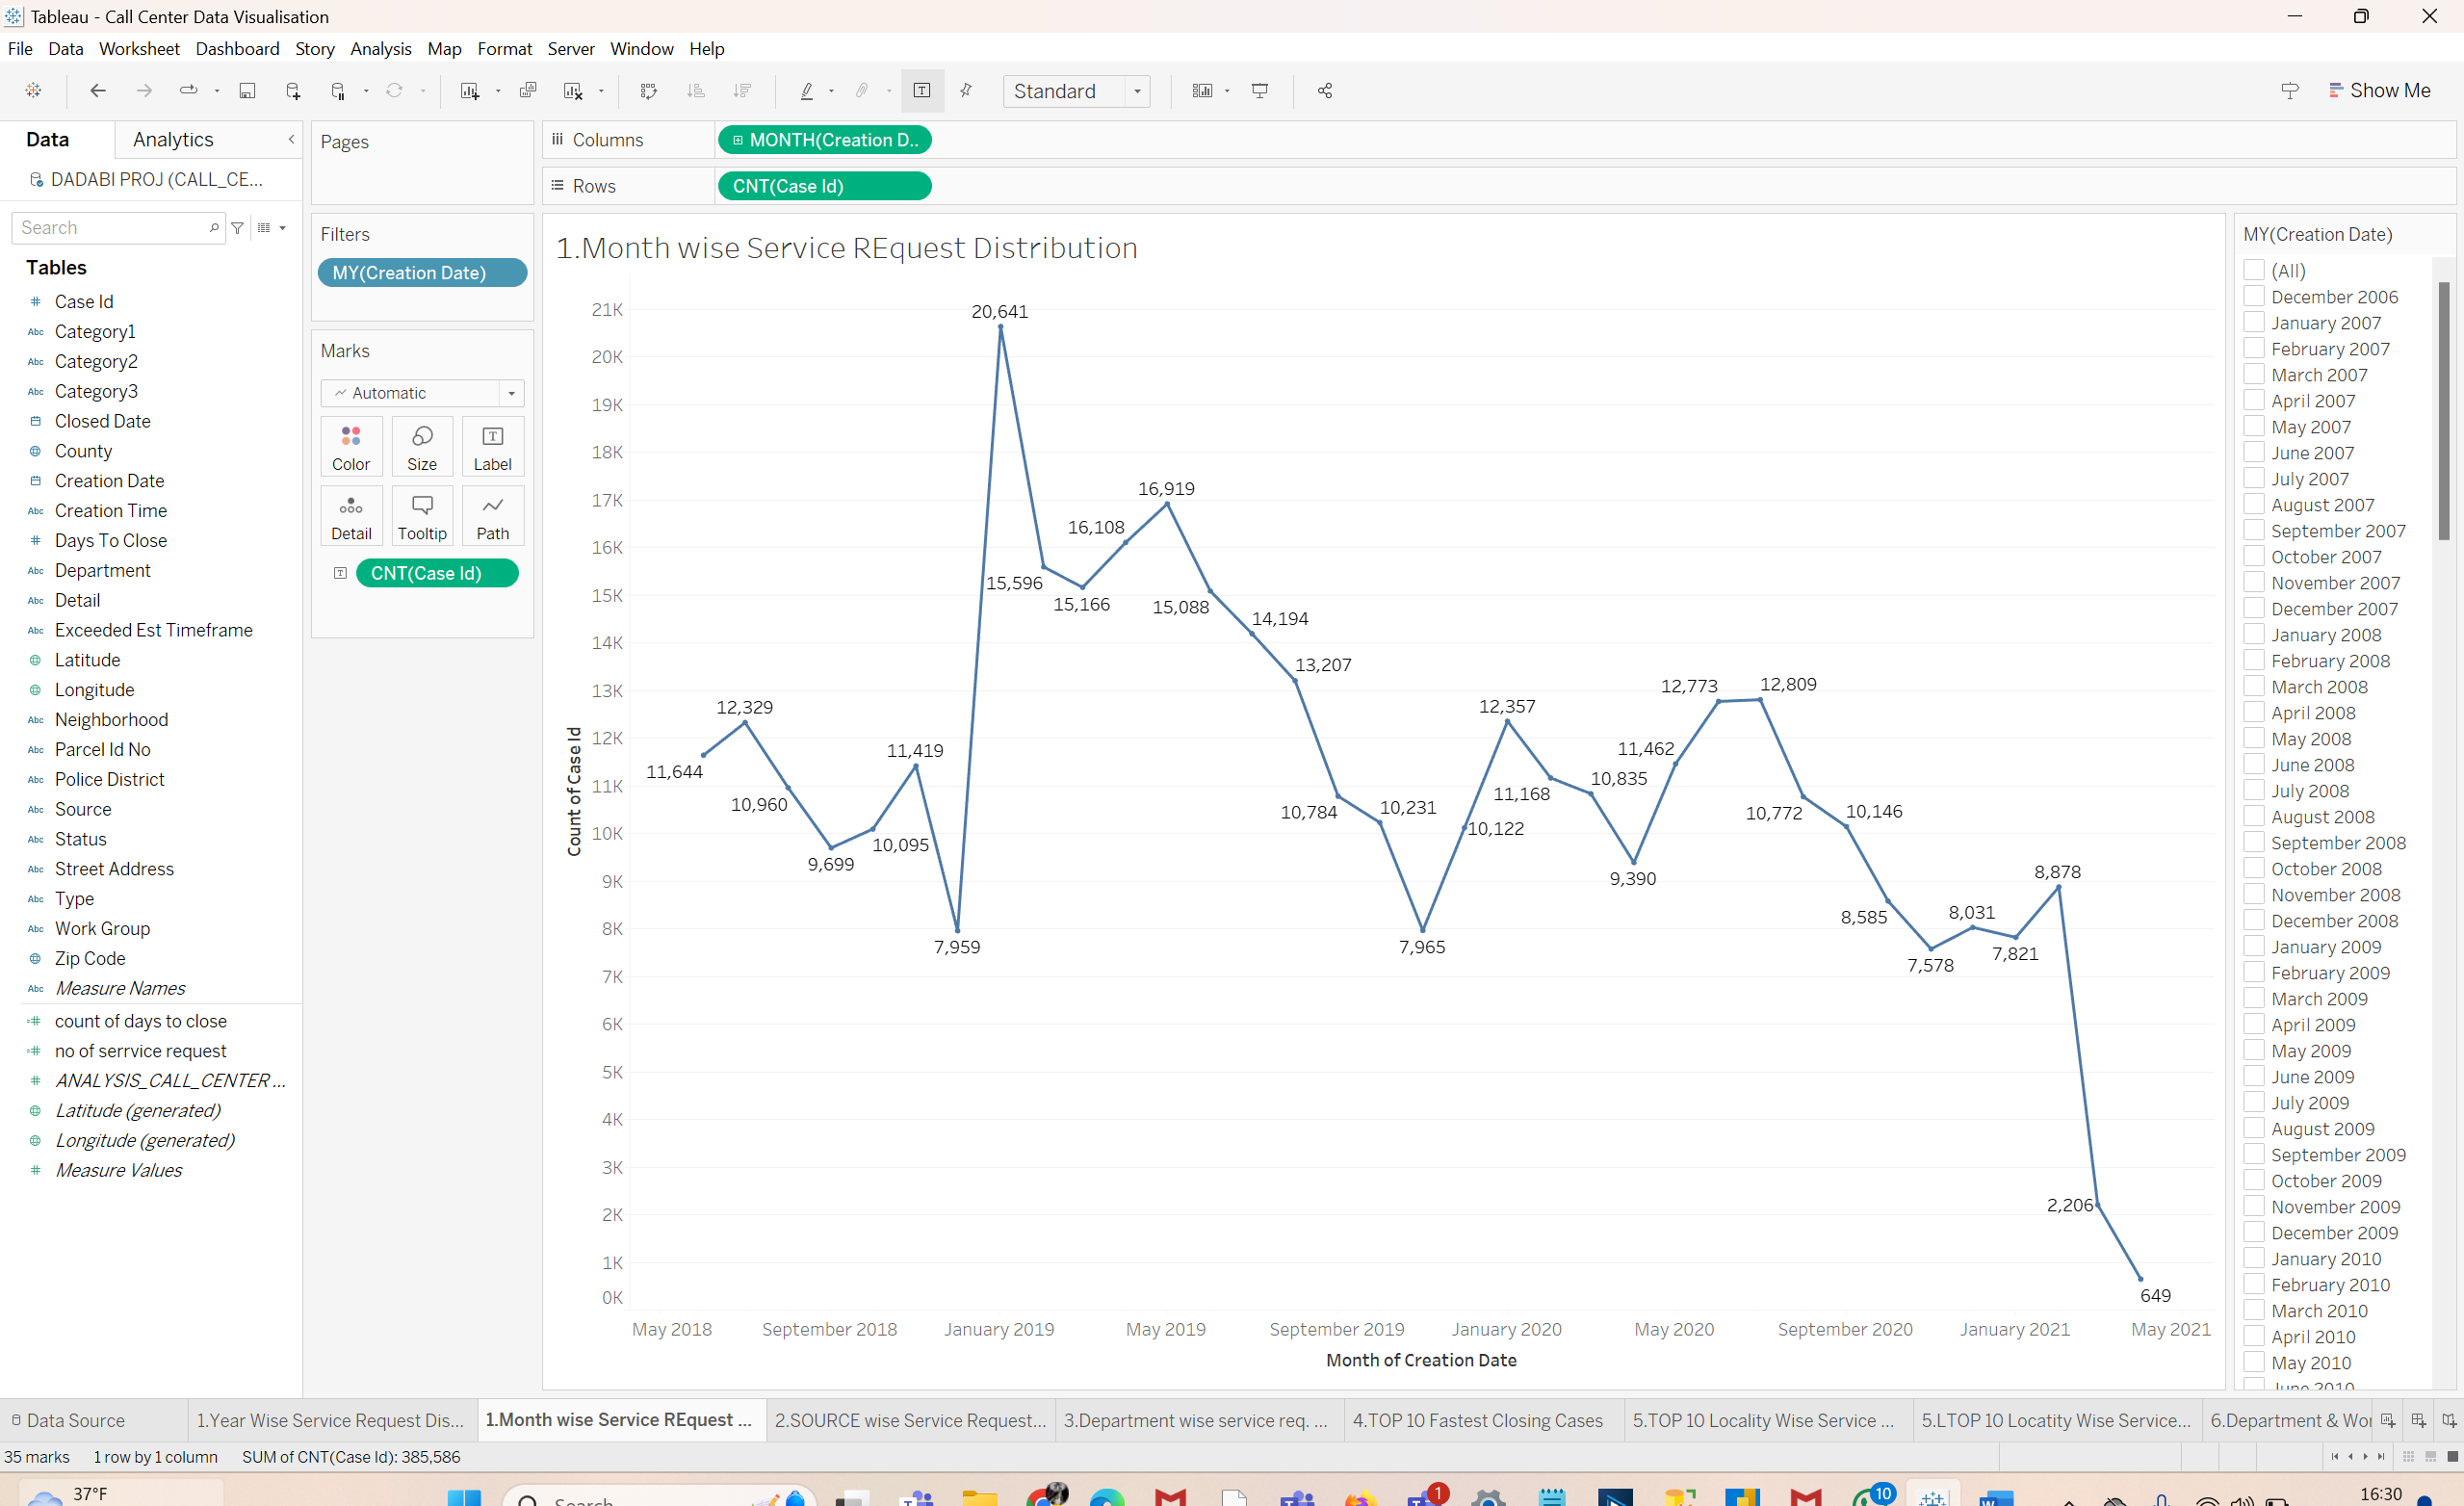 Tableau - Call Center Data Visualisation
File Data Worksheet Dashboard Story Analysis Map Format Server Window Help
Standard
Show Me
Data Analytics
DADABI PROJ (CALL_CE...
Search
Tables
Case Id
Category1
Category2
Category3
Closed Date
County
Creation Date
Creation Time
Days To Close
Department
Detail
Exceeded Est Timeframe
Latitude
Longitude
Neighborhood
Parcel Id No
Police District
Source
Status
Street Address
Type
Work Group
Zip Code
Measure Names
count of days to close
no of serrvice request
ANALYSIS_CALL_CENTER ...
Latitude (generated)
Longitude (generated)
Measure Values
Pages
Filters
MY(Creation Date)
Marks
Automatic
Color Size Label
Detail Tooltip Path
CNT(Case Id)
Columns MONTH(Creation D..
Rows CNT(Case Id)
1.Month wise Service REquest Distribution
Count of Case Id
21K
20K
19K
18K
17K
16K
15K
14K
13K
12K
11K
10K
9K
8K
7K
6K
5K
4K
3K
2K
1K
0K
11,644
12,329
10,960
9,699
10,095
11,419
7,959
20,641
15,596
15,166
16,108
16,919
15,088
14,194
13,207
10,784
10,231
7,965
10,122
12,357
11,168
10,835
9,390
11,462
12,773
12,809
10,772
10,146
8,585
7,578
8,031
7,821
8,878
2,206
649
May 2018 September 2018 January 2019 May 2019 September 2019 January 2020 May 2020 September 2020 January 2021 May 2021
Month of Creation Date
MY(Creation Date)
(All)
December 2006
January 2007
February 2007
March 2007
April 2007
May 2007
June 2007
July 2007
August 2007
September 2007
October 2007
November 2007
December 2007
January 2008
February 2008
March 2008
April 2008
May 2008
June 2008
July 2008
August 2008
September 2008
October 2008
November 2008
December 2008
January 2009
February 2009
March 2009
April 2009
May 2009
June 2009
July 2009
August 2009
September 2009
October 2009
November 2009
December 2009
January 2010
February 2010
March 2010
April 2010
May 2010
June 2010
Data Source 1.Year Wise Service Request Dis... 1.Month wise Service REquest ... 2.SOURCE wise Service Request... 3.Department wise service req. ... 4.TOP 10 Fastest Closing Cases 5.TOP 10 Locality Wise Service ... 5.LTOP 10 Locatity Wise Service... 6.Department & Wor
35 marks 1 row by 1 column SUM of CNT(Case Id): 385,586
37°F
Search
1
10
16:30